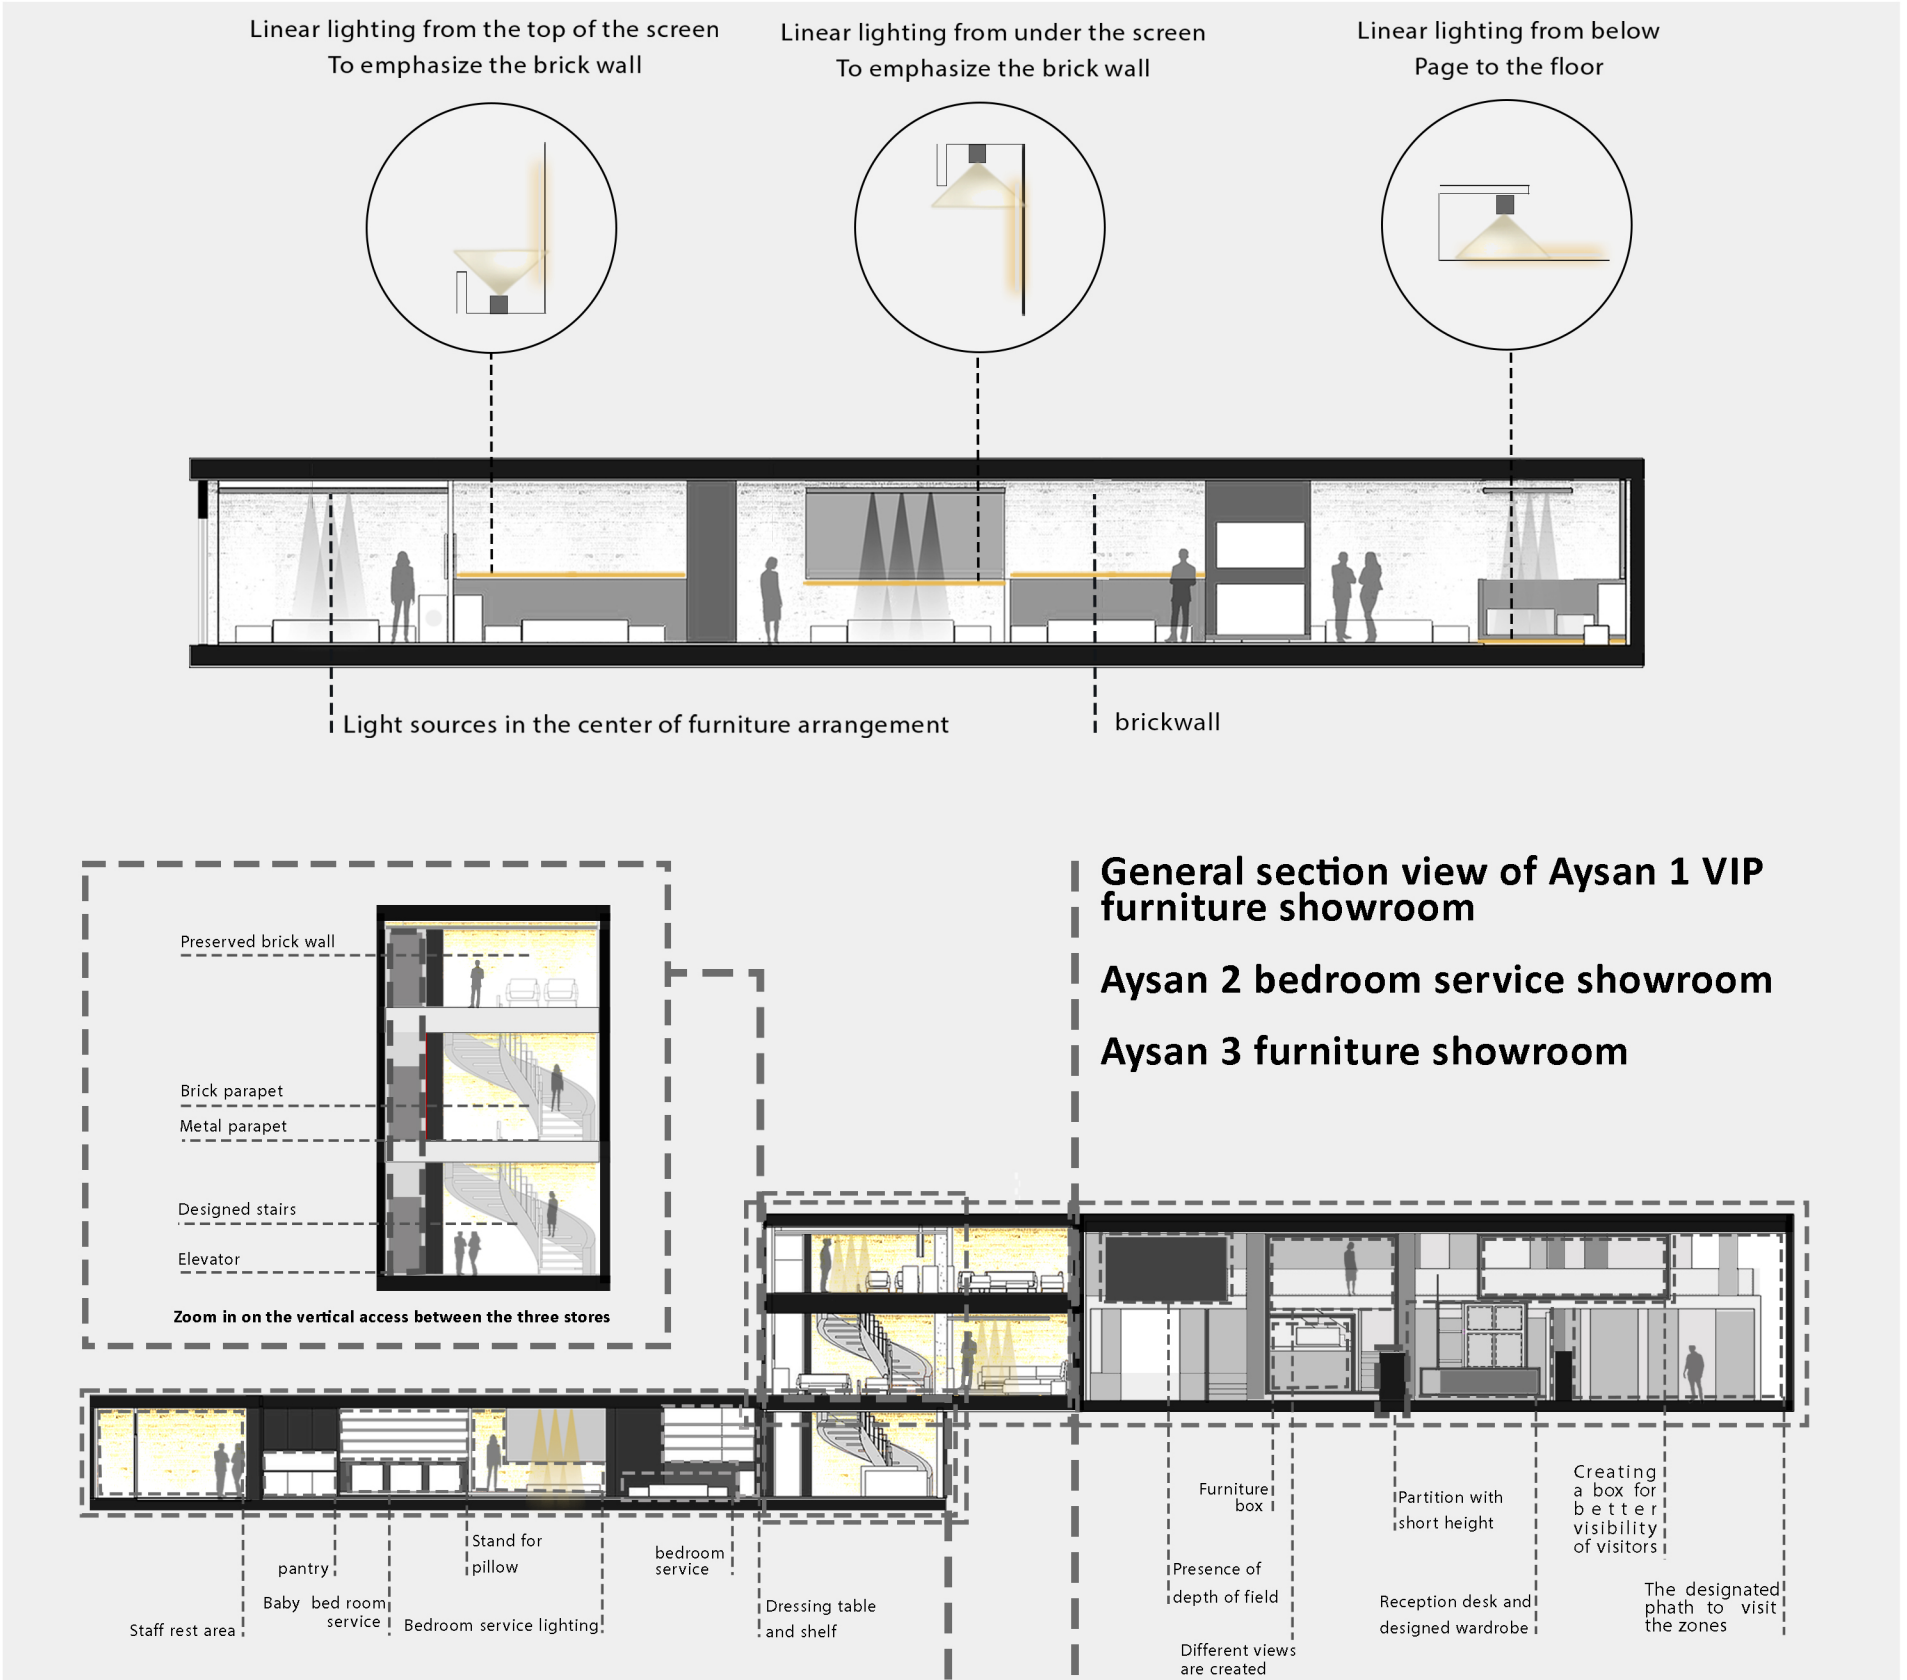 Linear lighting from the top of the screen
To emphasize the brick wall
Linear lighting from under the screen
To emphasize the brick wall
Linear lighting from below
Page to the floor
Light sources in the center of furniture arrangement
brickwall
General section view of Aysan 1 VIP
furniture showroom
Aysan 2 bedroom service showroom
Aysan 3 furniture showroom
Preserved brick wall
Brick parapet
Metal parapet
Designed stairs
Elevator
Zoom in on the vertical access between the three stores
Staff rest area
pantry
Baby bed room
service
Stand for
pillow
Bedroom service lighting
bedroom
service
Dressing table
and shelf
Presence of
depth of field
Furniture
box
Different views
are created
Partition with
short height
Reception desk and
designed wardrobe
Creating
a box for
better
visibility
of visitors
The designated
phath to visit
the zones